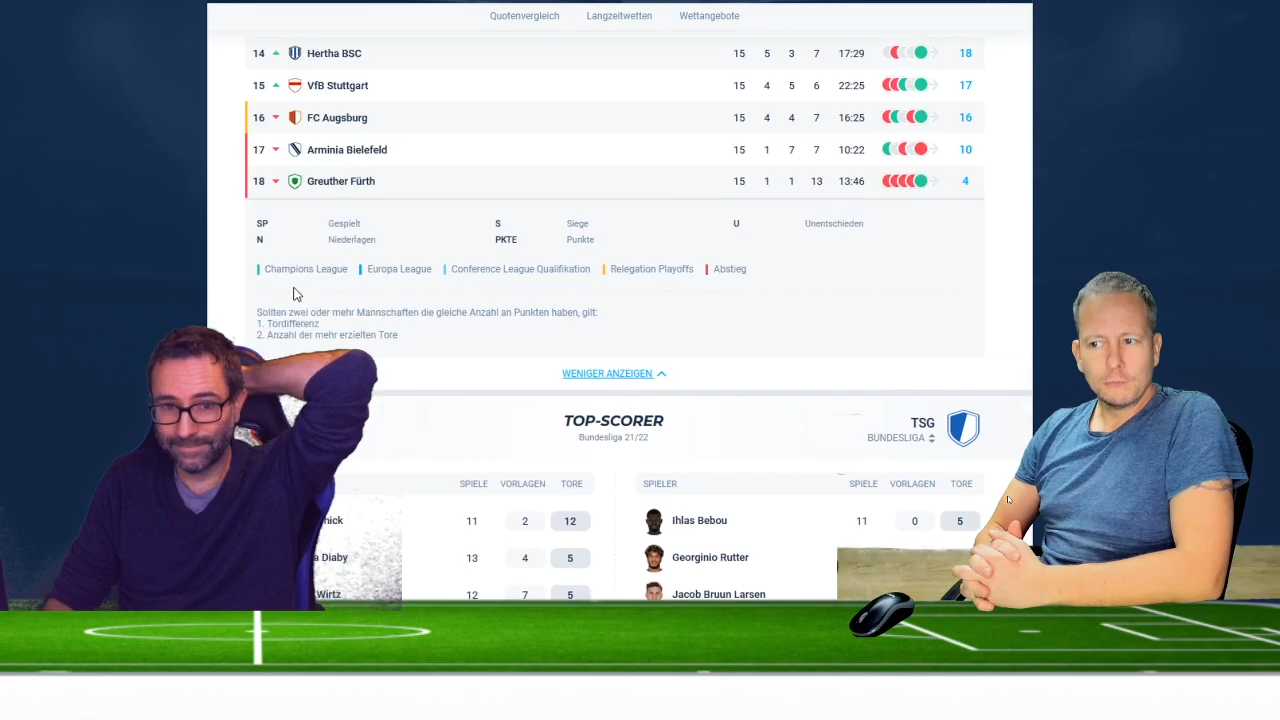 Quotenvergleich Langzeitwetten Wettangebote
14 Hertha BSC 15 5 3 7 17:29 18
15 VfB Stuttgart 15 4 5 6 22:25 17
16 FC Augsburg 15 4 4 7 16:25 16
17 Arminia Bielefeld 15 1 7 7 10:22 10
18 Greuther Fürth 15 1 1 13 13:46 4
SP Gespielt S Siege U Unentschieden
N Niederlagen PKTE Punkte
Champions League Europa League Conference League Qualifikation Relegation Playoffs Abstieg
Sollten zwei oder mehr Mannschaften die gleiche Anzahl an Punkten haben, gilt:
1. Tordifferenz
2. Anzahl der mehr erzielten Tore
WENIGER ANZEIGEN
TOP-SCORER
Bundesliga 21/22
TSG
BUNDESLIGA
SPIELE VORLAGEN TORE SPIELER SPIELE VORLAGEN TORE
hick 11 2 12 Ihlas Bebou 11 0 5
a Diaby 13 4 5 Georginio Rutter
Wirtz 12 7 5 Jacob Bruun Larsen